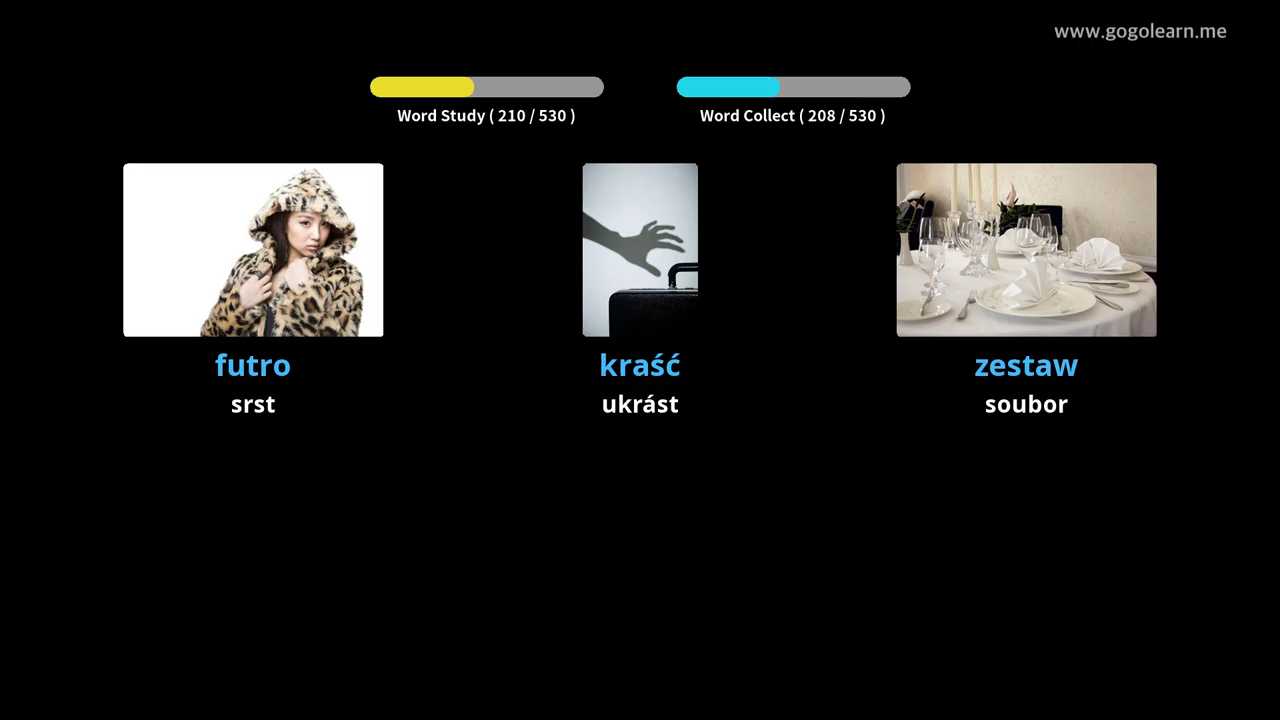 www.gogolearn.me
Word Study ( 210 / 530 )
Word Collect ( 208 / 530 )
futro
kraść
zestaw
srst
ukrást
soubor